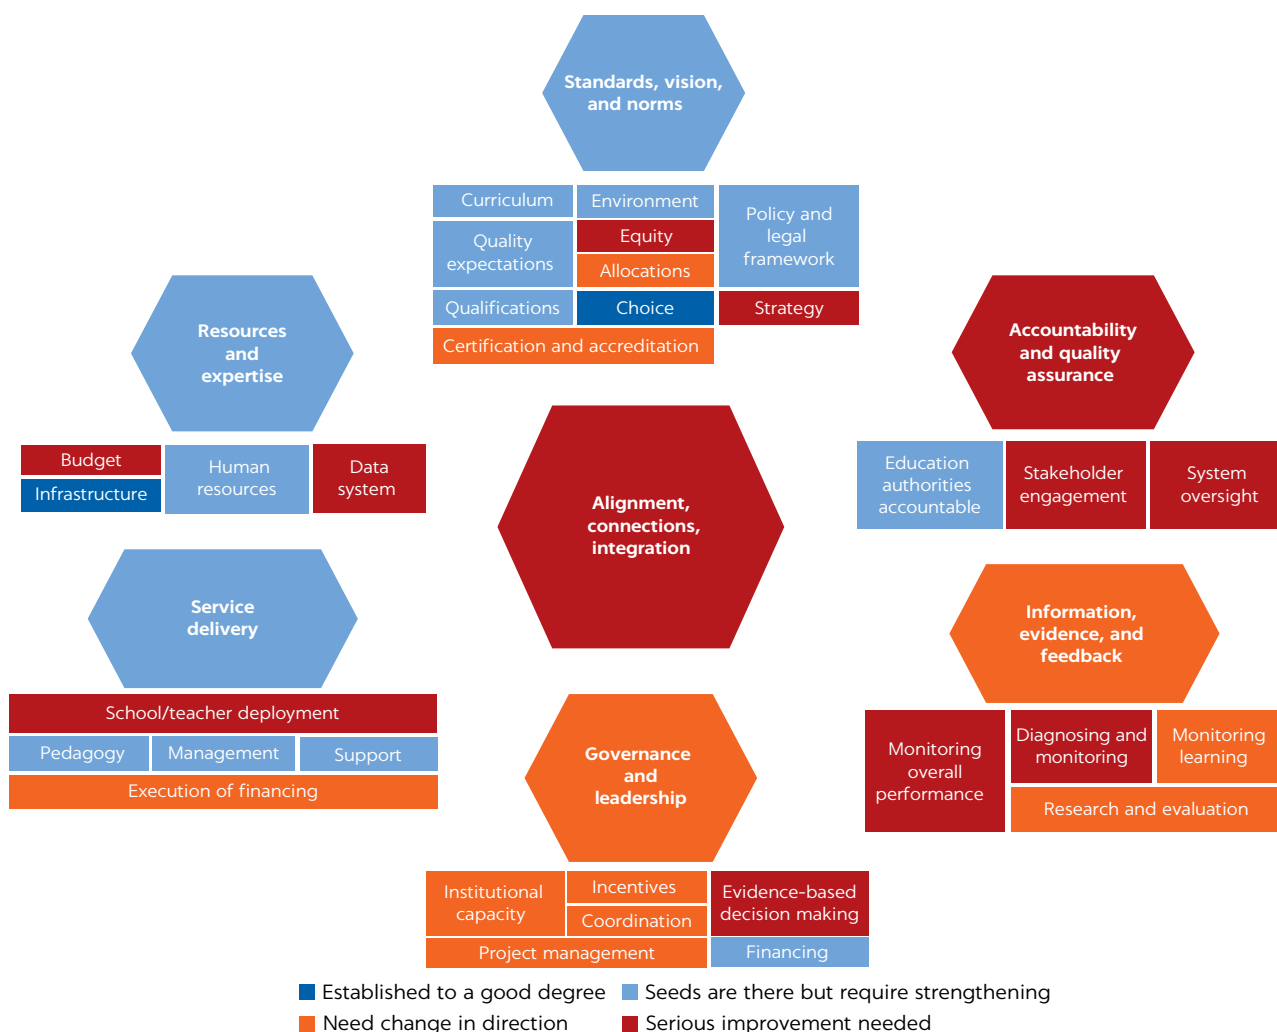 Standards, vision,
and norms
Curriculum
Environment
Policy and
legal
framework
Quality
expectations
Equity
Allocations
Qualifications
Choice
Strategy
Certification and accreditation
Resources
and
expertise
Budget
Infrastructure
Human
resources
Data
system
Accountability
and quality
assurance
Education
authorities
accountable
Stakeholder
engagement
System
oversight
Alignment,
connections,
integration
Service
delivery
School/teacher deployment
Pedagogy
Management
Support
Execution of financing
Information,
evidence, and
feedback
Monitoring
overall
performance
Diagnosing and
monitoring
Monitoring
learning
Research and evaluation
Governance
and
leadership
Institutional
capacity
Incentives
Coordination
Evidence-based
decision making
Project management
Financing
Established to a good degree
Seeds are there but require strengthening
Need change in direction
Serious improvement needed